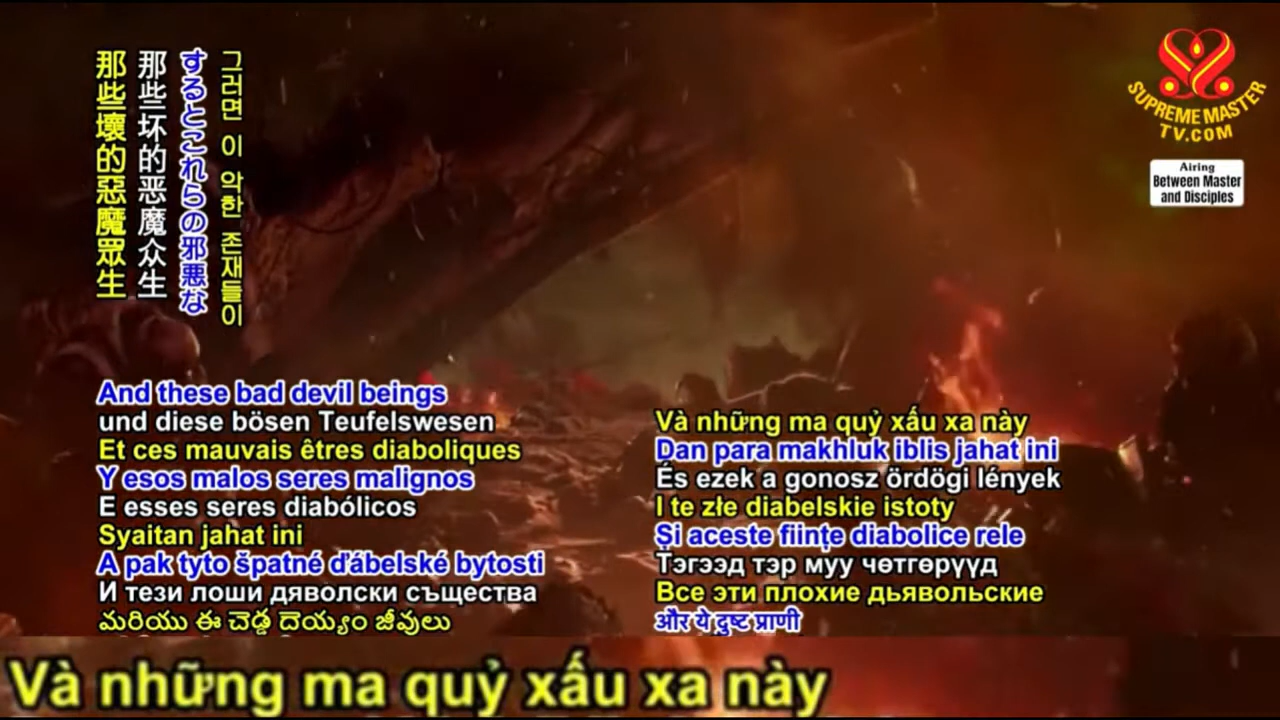 그러면 이 악한 존재들이
するとこれらの邪悪な
那些坏的恶魔众生
那些壞的惡魔眾生
SUPREME MASTER
TV.COM
Airing
Between Master
and Disciples
And these bad devil beings
und diese bösen Teufelswesen
Et ces mauvais êtres diaboliques
Y esos malos seres malignos
E esses seres diabólicos
Syaitan jahat ini
A pak tyto špatné ďábelské bytosti
И тези лоши дяволски същества
మరియు ఈ చెడ్డ దెయ్యం జీవులు
Và những ma quỷ xấu xa này
Dan para makhluk iblis jahat ini
És ezek a gonosz ördögi lények
I te złe diabelskie istoty
Și aceste ființe diabolice rele
Тэгээд тэр муу чөтгөрүүд
Все эти плохие дьявольские
और ये दुष्ट प्राणी
Và những ma quỷ xấu xa này